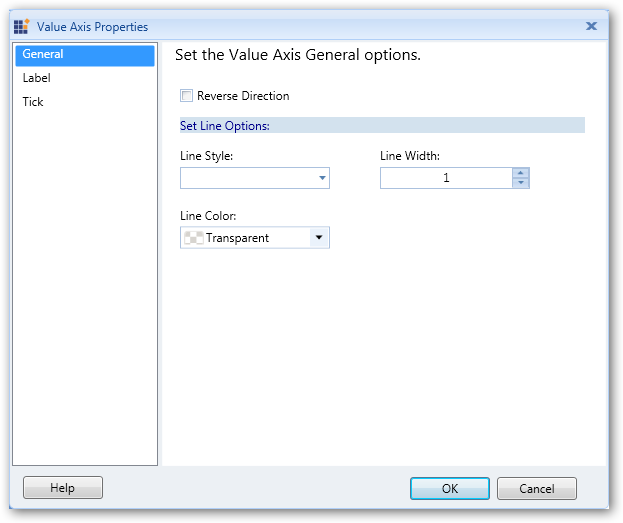 Value Axis Properties
General
Label
Tick
Set the Value Axis General options.
Reverse Direction
Set Line Options:
Line Style: Line Width:
1
Line Color:
Transparent
Help OK Cancel